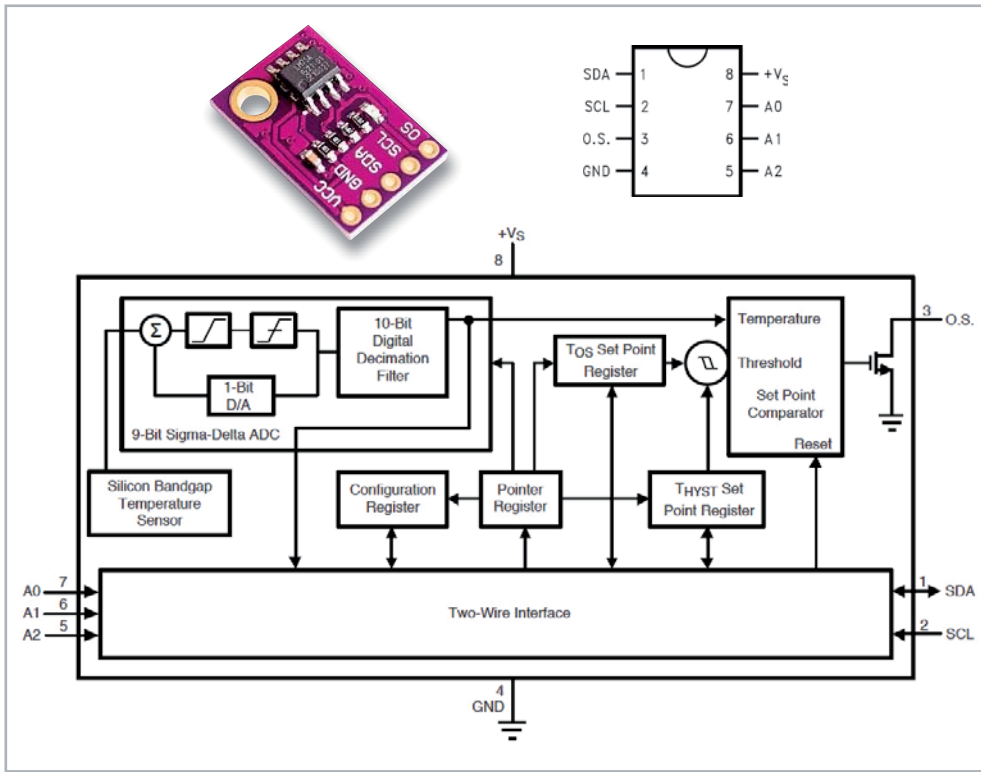 OS
SCL
SDA
GND
VCC
SDA 1 8 +VS
SCL 2 7 A0
O.S. 3 6 A1
GND 4 5 A2
+VS
8
Σ
10-Bit
Digital
Decimation
Filter
1-Bit
D/A
9-Bit Sigma-Delta ADC
TOS Set Point
Register
Temperature
Threshold
Set Point
Comparator
Reset
3 O.S.
Silicon Bandgap
Temperature
Sensor
Configuration
Register
Pointer
Register
THYST Set
Point Register
A0 7
A1 6
A2 5
Two-Wire Interface
1 SDA
2 SCL
4
GND